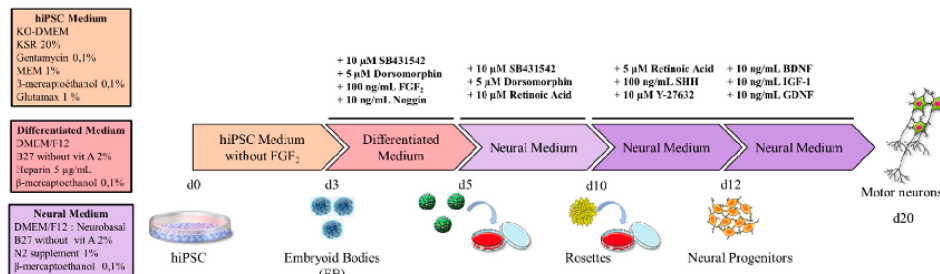 hiPSC Medium
KO-DMEM
KSR 20%
Gentamycin 0,1%
MEM 1%
β-mercaptoéthanol 0,1%
Glutamax 1 %
Differentiated Medium
DMEM/F12
B27 without vit A 2%
Heparin 5 µg/mL
β-mercaptoethanol 0,1%
Neural Medium
DMEM/F12 : Neurobasal
B27 without vit A 2%
N2 supplement 1%
β-mercaptoethanol 0,1%
+ 10 µM SB431542
+ 5 µM Dorsomorphin
+ 100 ng/mL FGF₂
+ 10 ng/mL Noggin
+ 10 µM SB431542
+ 5 µM Dorsomorphin
+ 10 µM Retinoic Acid
+ 5 µM Retinoic Acid
+ 100 ng/mL SHH
+ 10 µM Y-27632
+ 10 ng/mL BDNF
+ 10 ng/mL IGF-1
+ 10 ng/mL GDNF
hiPSC Medium
without FGF₂
Differentiated
Medium
Neural Medium
Neural Medium
Neural Medium
d0
d3
d5
d10
d12
Motor neurons
d20
hiPSC
Embryoid Bodies
(EB)
Rosettes
Neural Progenitors